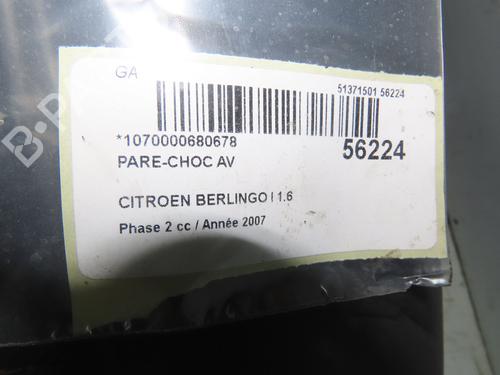 GA
51371501 56224
*1070000680678
56224
PARE-CHOC AV
CITROEN BERLINGO I 1.6
Phase 2 cc / Année 2007